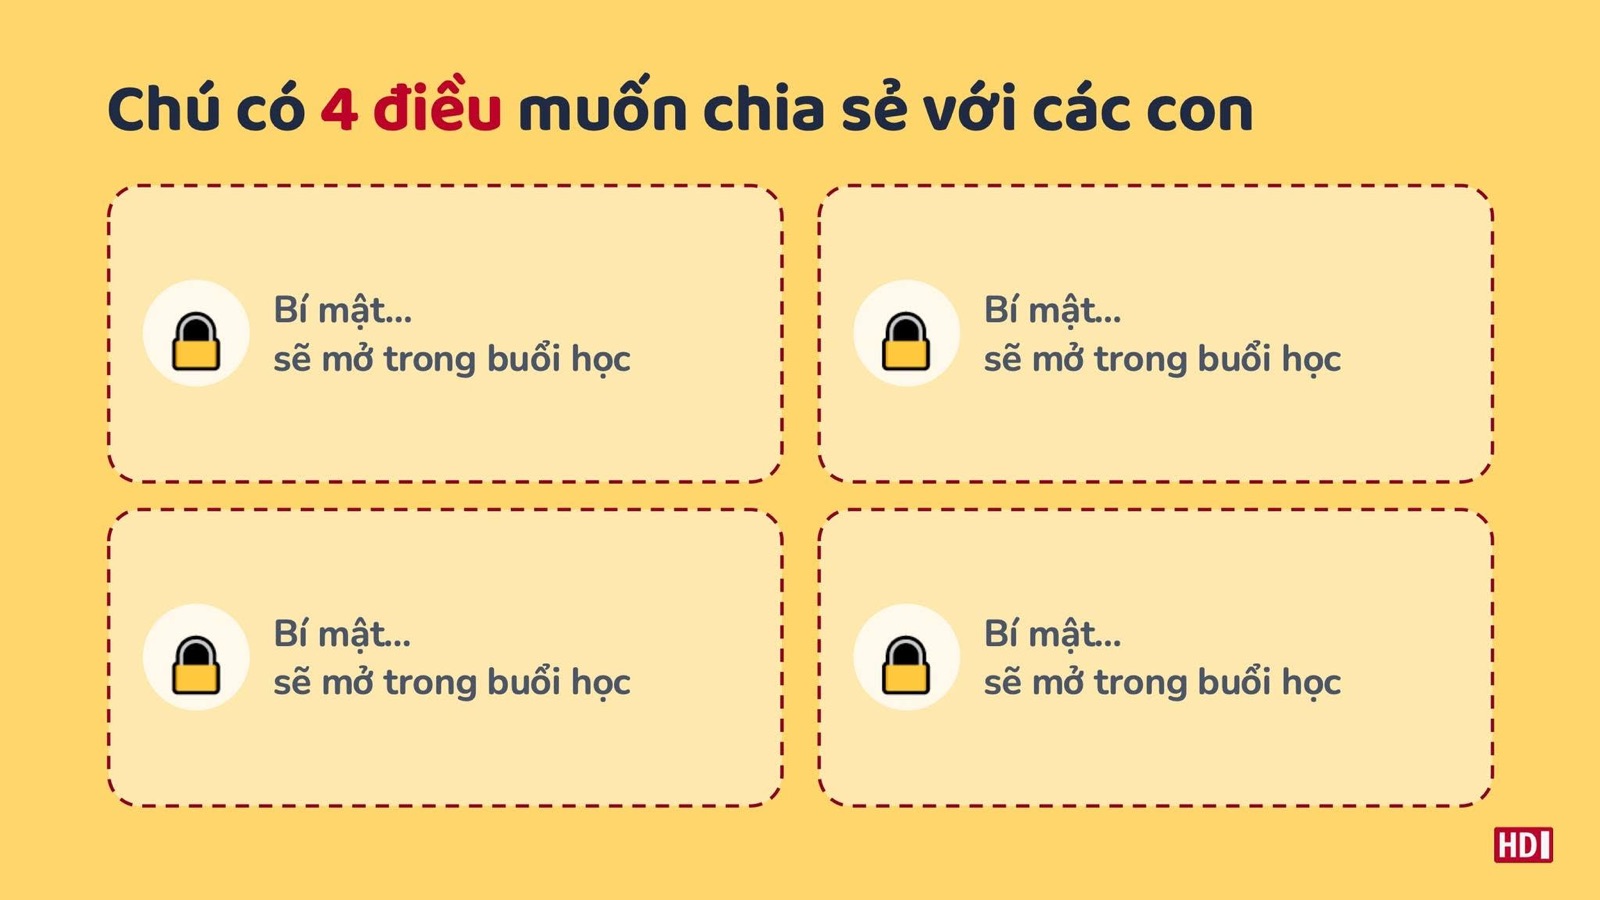 Chú có 4 điều muốn chia sẻ với các con
Bí mật...
sẽ mở trong buổi học
Bí mật...
sẽ mở trong buổi học
Bí mật...
sẽ mở trong buổi học
Bí mật...
sẽ mở trong buổi học
HDI